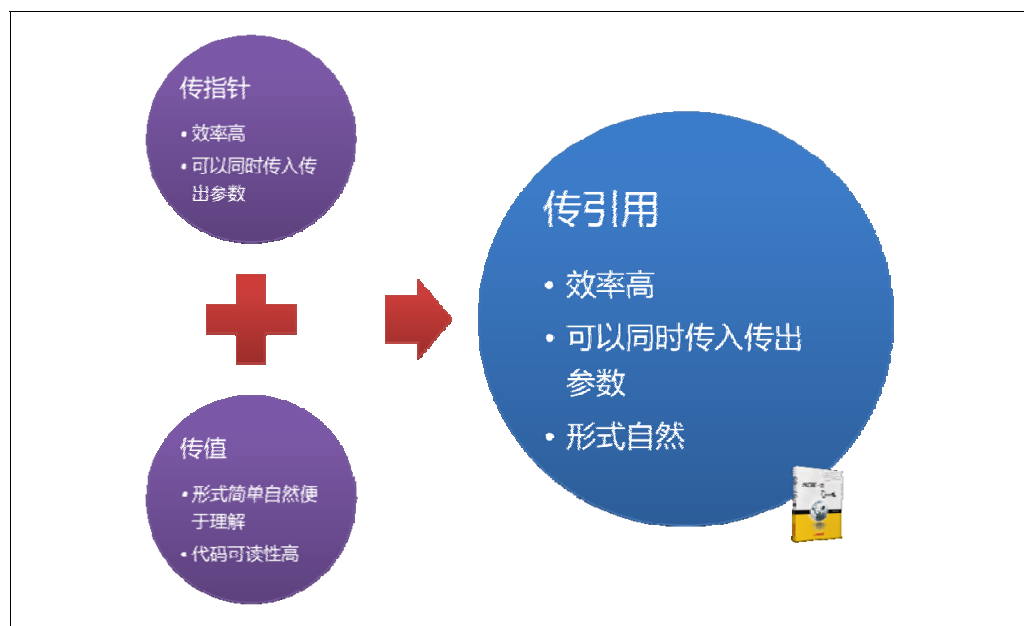 传指针
• 效率高
• 可以同时传入传
出参数
传值
• 形式简单自然便
于理解
• 代码可读性高
传引用
• 效率高
• 可以同时传入传出
参数
• 形式自然